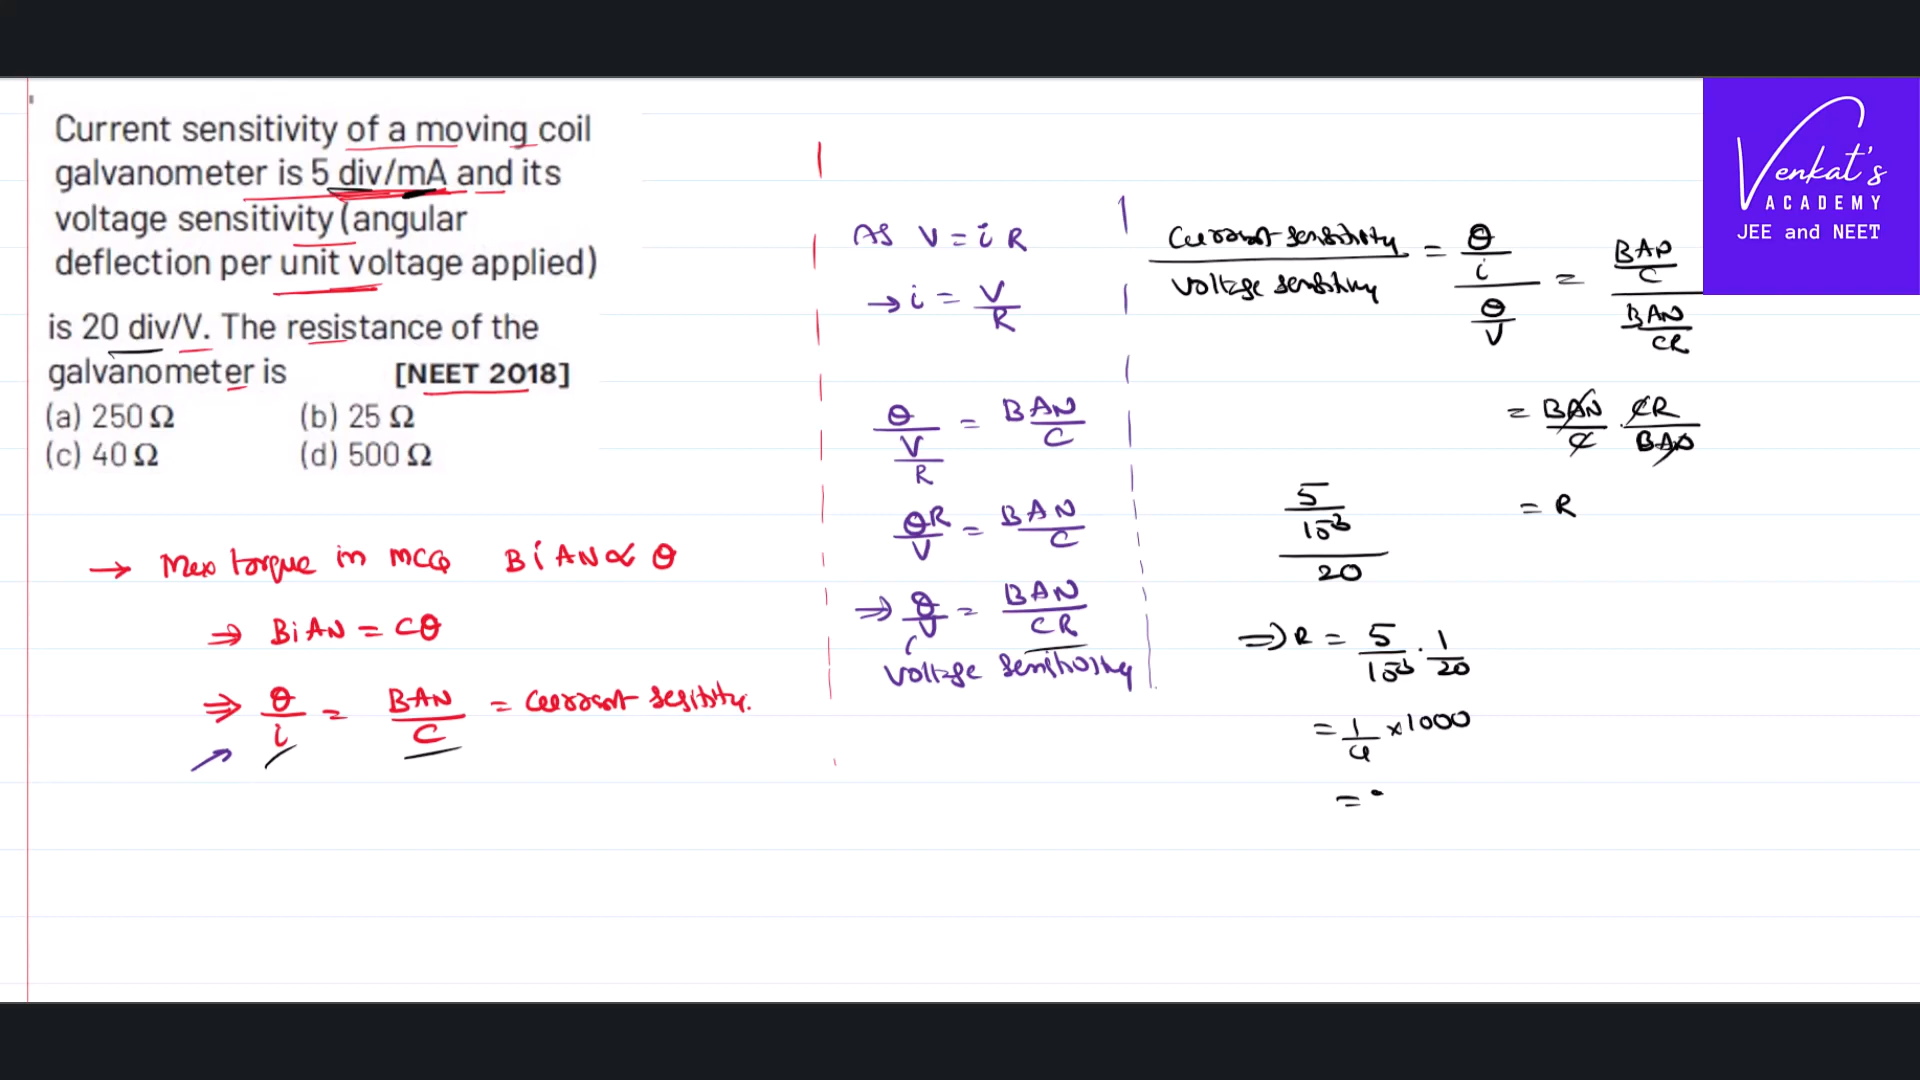 Current sensitivity of a moving coil
galvanometer is 5 div/mA and its
voltage sensitivity (angular
deflection per unit voltage applied)
is 20 div/V. The resistance of the
galvanometer is [NEET 2018]
(a) 250 Ω (b) 25 Ω
(c) 40 Ω (d) 500 Ω
→ Max torque in MCG BiAN ∝ θ
⇒ BiAN = Cθ
⇒ θ/i = BAN/C = Current sensitivity.
As V = i R
→ i = V/R
θ/(V/R) = BAN/C
θR/V = BAN/C
⇒ θ/V = BAN/CR
Voltage sensitivity
Current sensitivity/Voltage sensitivity = (θ/i)/(θ/V) = (BAN/C)/(BAN/CR)
= BAN/C · CR/BAN
= R
(5/10⁻³)/20
⇒ R = 5/10⁻³ · 1/20
= 1/4 × 1000
=
Venkat's
ACADEMY
JEE and NEET